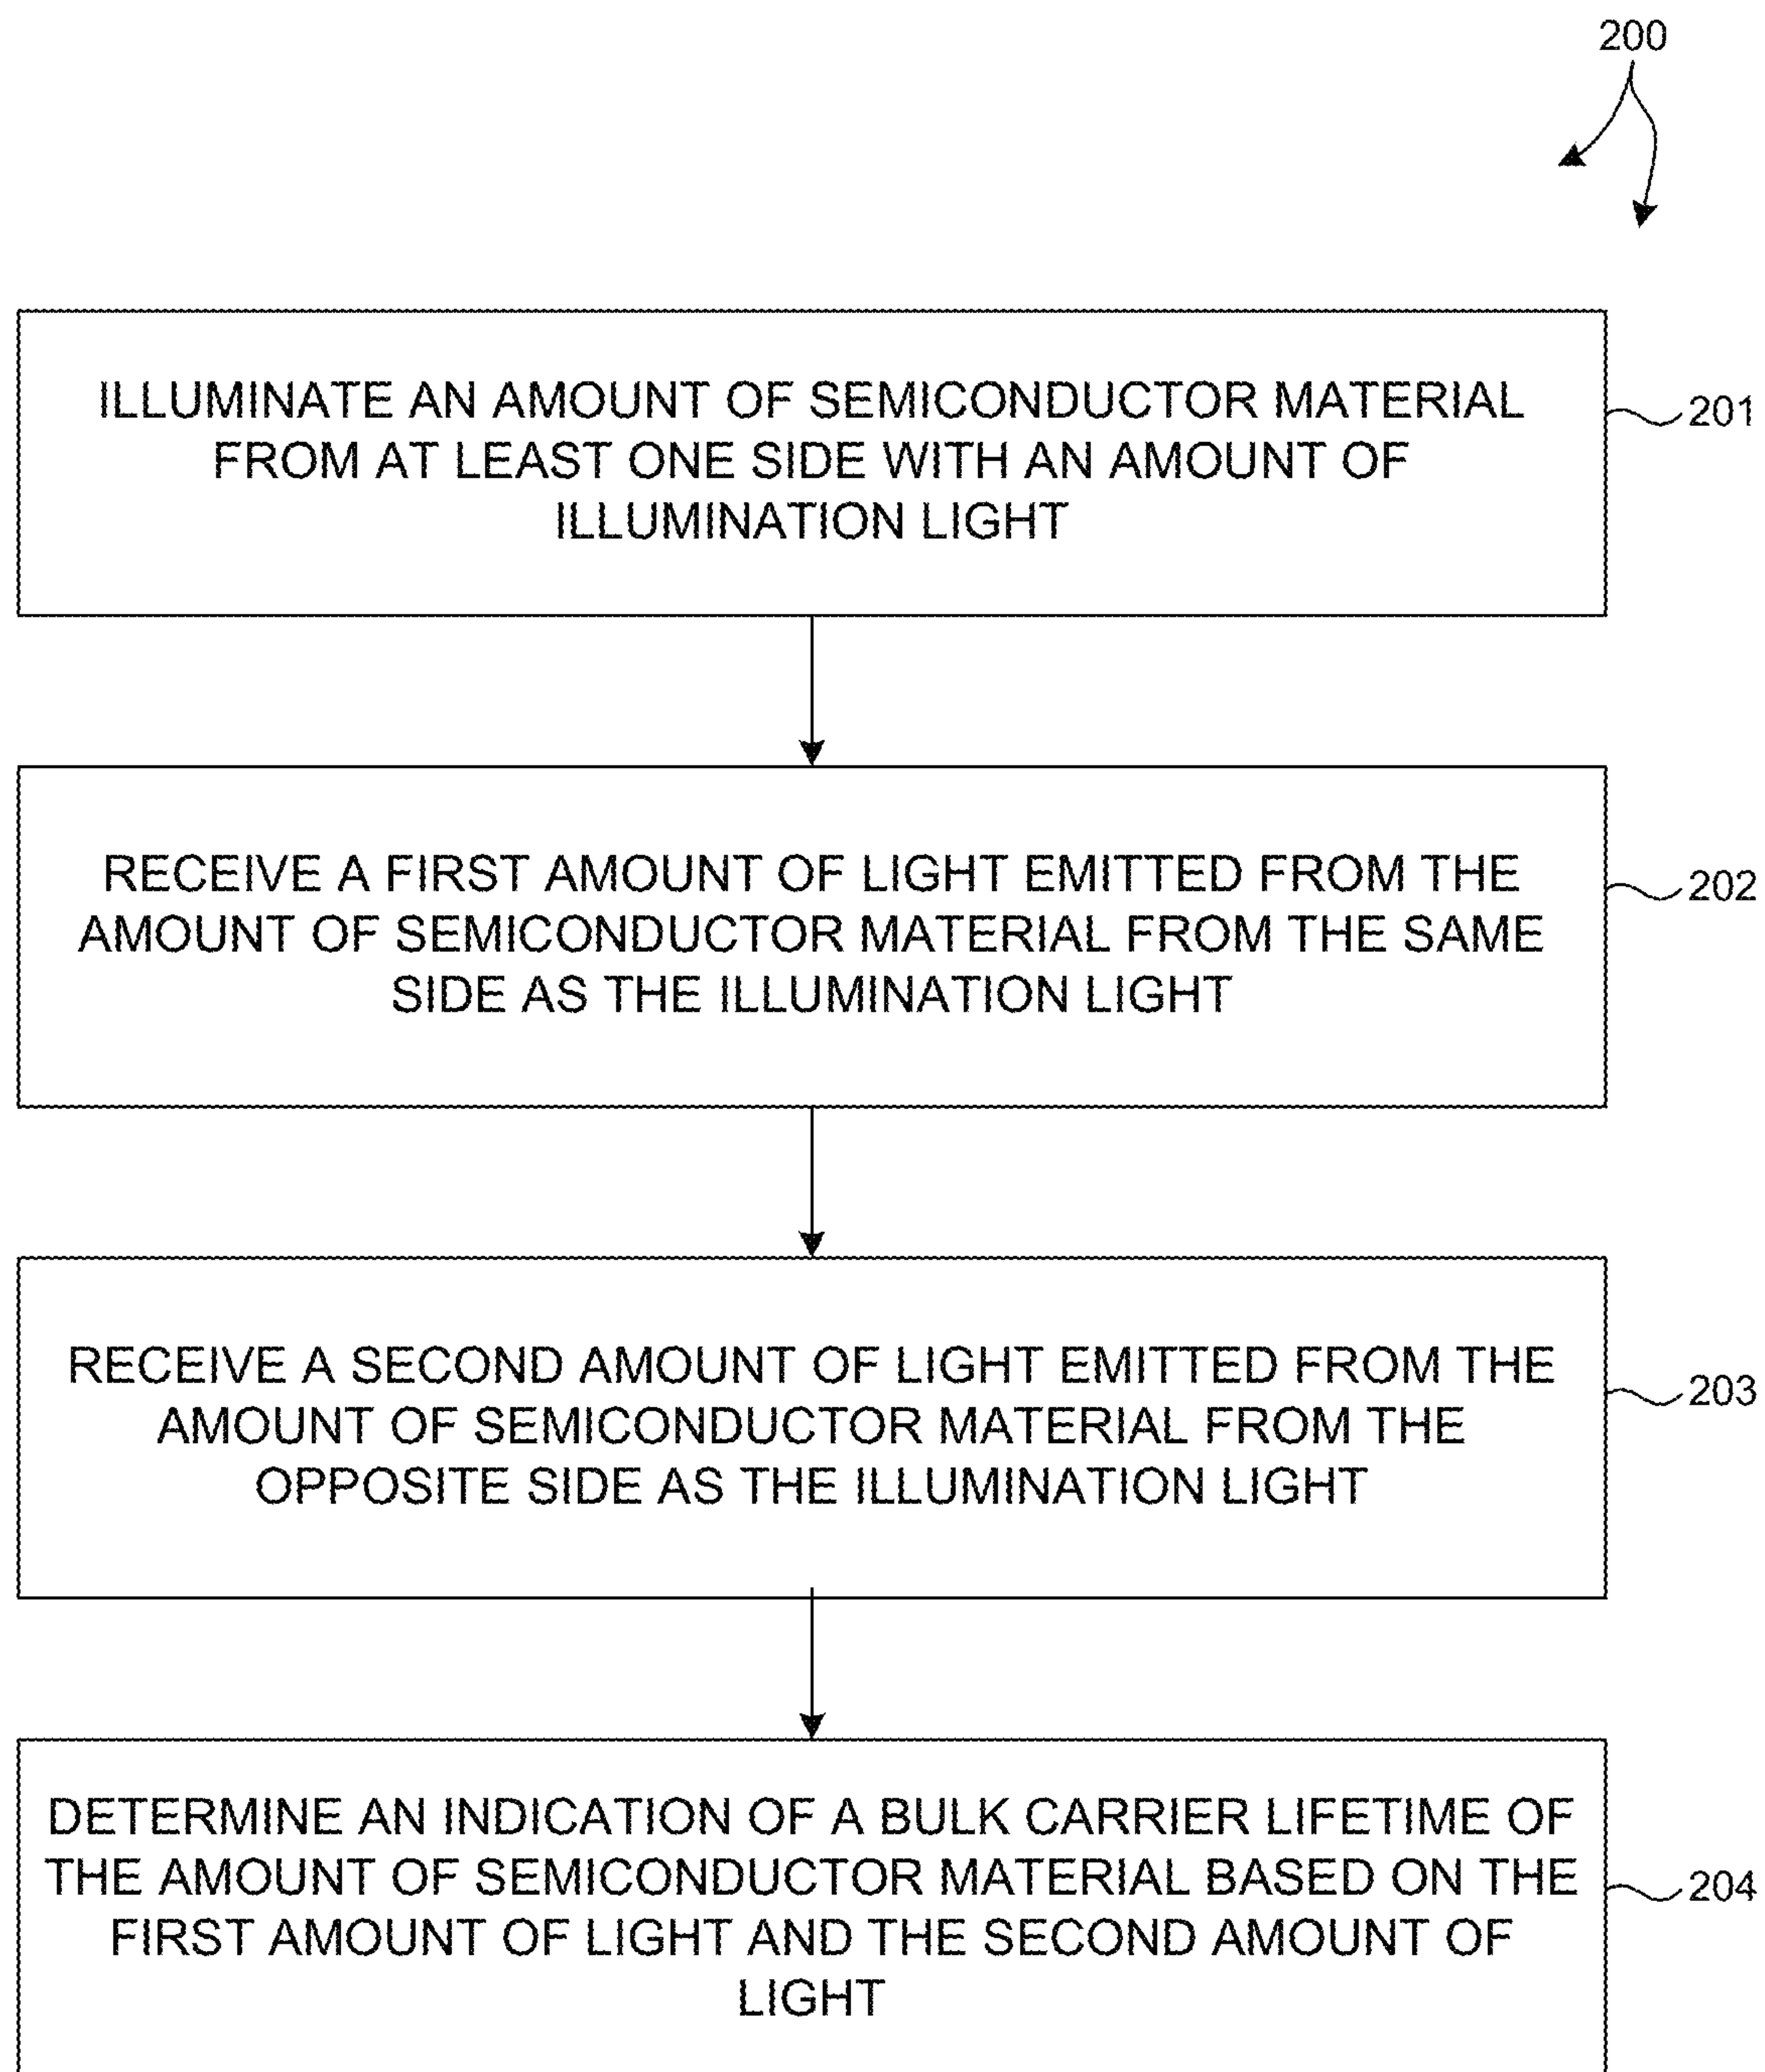 200
ILLUMINATE AN AMOUNT OF SEMICONDUCTOR MATERIAL
FROM AT LEAST ONE SIDE WITH AN AMOUNT OF
ILLUMINATION LIGHT
201
RECEIVE A FIRST AMOUNT OF LIGHT EMITTED FROM THE
AMOUNT OF SEMICONDUCTOR MATERIAL FROM THE SAME
SIDE AS THE ILLUMINATION LIGHT
202
RECEIVE A SECOND AMOUNT OF LIGHT EMITTED FROM THE
AMOUNT OF SEMICONDUCTOR MATERIAL FROM THE
OPPOSITE SIDE AS THE ILLUMINATION LIGHT
203
DETERMINE AN INDICATION OF A BULK CARRIER LIFETIME OF
THE AMOUNT OF SEMICONDUCTOR MATERIAL BASED ON THE
FIRST AMOUNT OF LIGHT AND THE SECOND AMOUNT OF
LIGHT
204